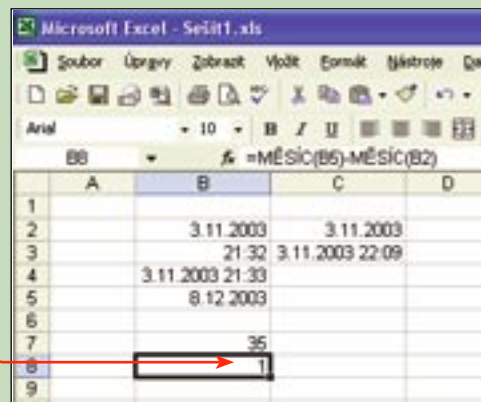 Microsoft Excel - Sešit1.xls
Soubor Úpravy Zobrazit Vložit Formát Nástroje
Arial 10 B I U
B8 fx =MĚSÍC(B5)-MĚSÍC(B2)
A B C D
1
2 3.11.2003 3.11.2003
3 21:32 3.11.2003 22:09
4 3.11.2003 21:33
5 8.12.2003
6
7 35
8 1
9